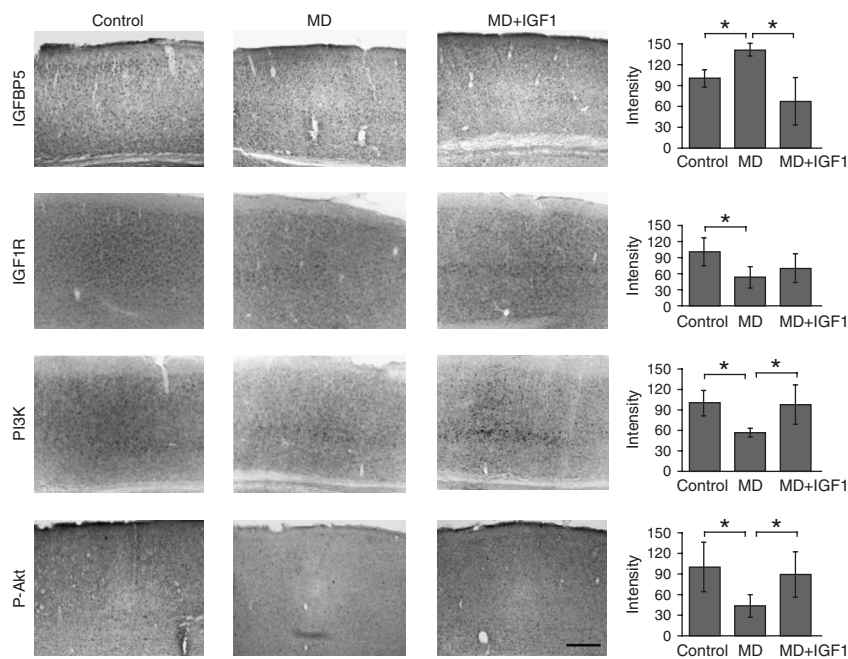 Control MD MD+IGF1
IGFBP5
* *
Intensity
150
120
90
60
30
0
Control MD MD+IGF1
IGF1R
*
Intensity
150
120
90
60
30
0
Control MD MD+IGF1
PI3K
* *
Intensity
150
120
90
60
30
0
Control MD MD+IGF1
P-Akt
* *
Intensity
150
120
90
60
30
0
Control MD MD+IGF1